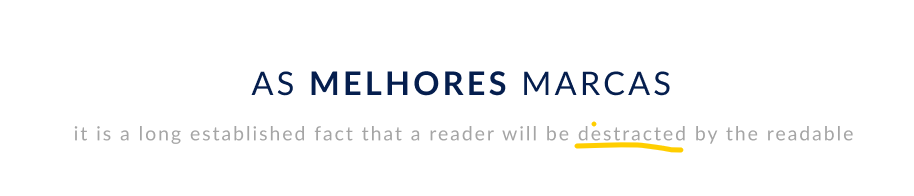 AS MELHORES MARCAS
it is a long established fact that a reader will be destracted by the readable